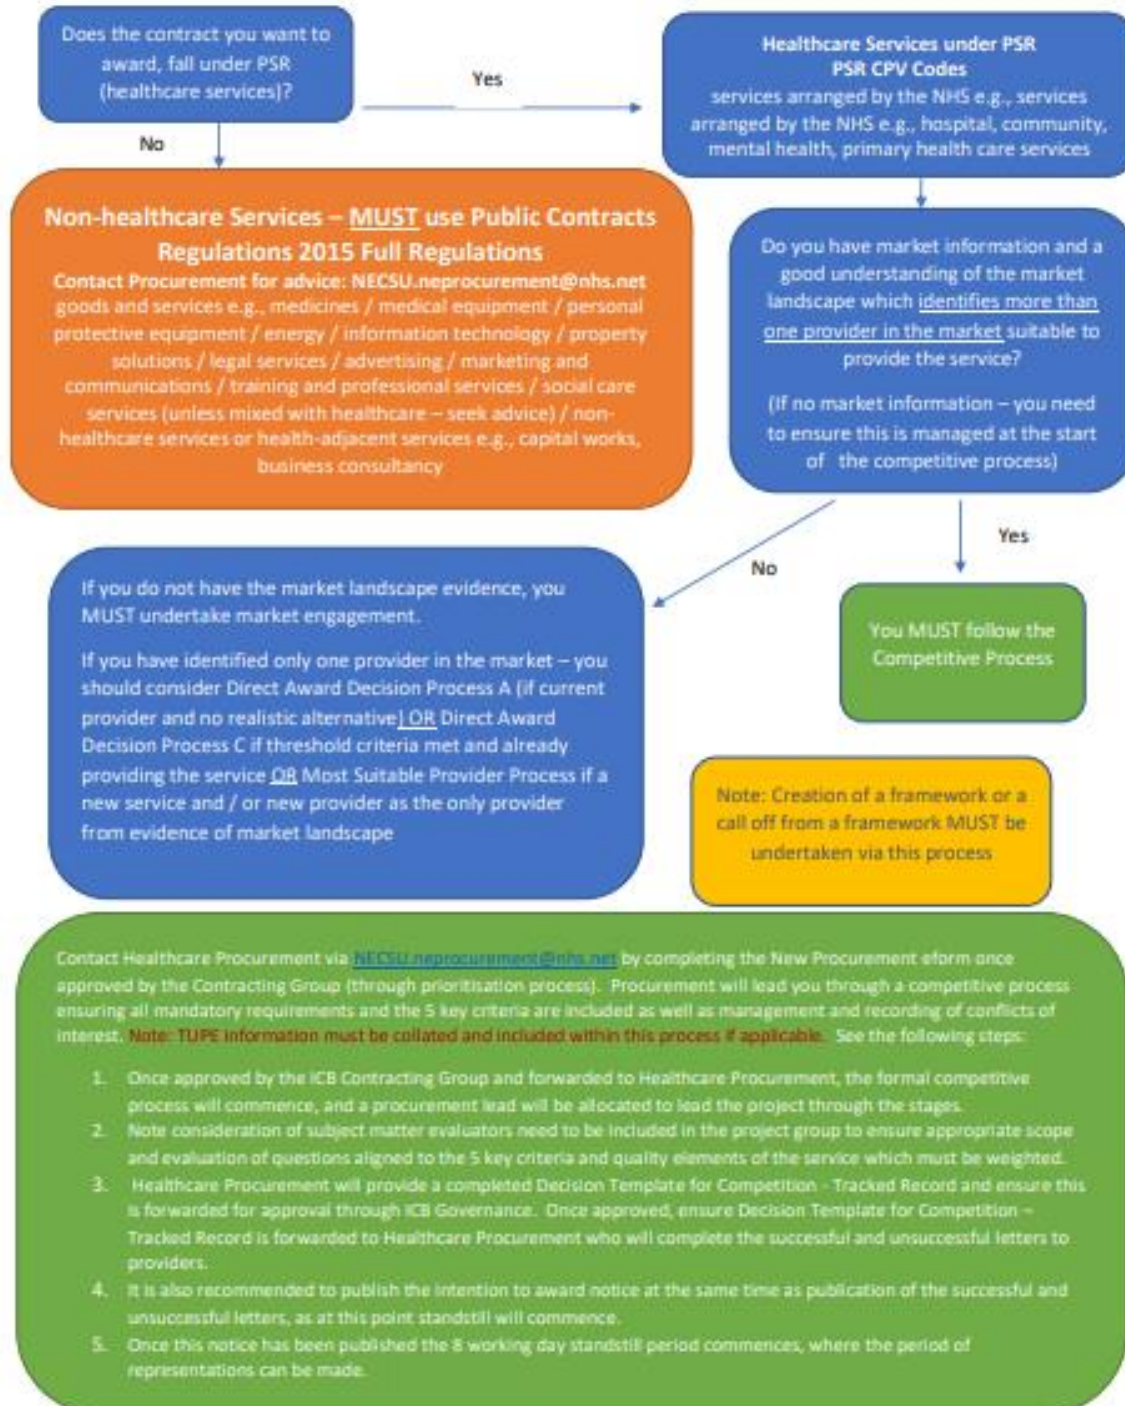 Does the contract you want to
award, fall under PSR
(healthcare services)?
Yes
Healthcare Services under PSR
PSR CPV Codes
services arranged by the NHS e.g., services
arranged by the NHS e.g., hospital, community,
mental health, primary health care services
No
Non-healthcare Services – MUST use Public Contracts
Regulations 2015 Full Regulations
Contact Procurement for advice: NECSU.neprocurement@nhs.net
goods and services e.g., medicines / medical equipment / personal
protective equipment / energy / information technology / property
solutions / legal services / advertising / marketing and
communications / training and professional services / social care
services (unless mixed with healthcare – seek advice) / non-
healthcare services or health-adjacent services e.g., capital works,
business consultancy
Do you have market information and a
good understanding of the market
landscape which identifies more than
one provider in the market suitable to
provide the service?
(If no market information – you need
to ensure this is managed at the start
of the competitive process)
No
Yes
If you do not have the market landscape evidence, you
MUST undertake market engagement.
If you have identified only one provider in the market – you
should consider Direct Award Decision Process A (if current
provider and no realistic alternative) OR Direct Award
Decision Process C if threshold criteria met and already
providing the service OR Most Suitable Provider Process if a
new service and / or new provider as the only provider
from evidence of market landscape
You MUST follow the
Competitive Process
Note: Creation of a framework or a
call off from a framework MUST be
undertaken via this process
Contact Healthcare Procurement via NECSU.neprocurement@nhs.net by completing the New Procurement eform once
approved by the Contracting Group (through prioritisation process). Procurement will lead you through a competitive process
ensuring all mandatory requirements and the 5 key criteria are included as well as management and recording of conflicts of
interest. Note: TUPE information must be collated and included within this process if applicable. See the following steps:
1. Once approved by the ICB Contracting Group and forwarded to Healthcare Procurement, the formal competitive
process will commence, and a procurement lead will be allocated to lead the project through the stages.
2. Note consideration of subject matter evaluators need to be included in the project group to ensure appropriate scope
and evaluation of questions aligned to the 5 key criteria and quality elements of the service which must be weighted.
3. Healthcare Procurement will provide a completed Decision Template for Competition - Tracked Record and ensure this
is forwarded for approval through ICB Governance. Once approved, ensure Decision Template for Competition –
Tracked Record is forwarded to Healthcare Procurement who will complete the successful and unsuccessful letters to
providers.
4. It is also recommended to publish the intention to award notice at the same time as publication of the successful and
unsuccessful letters, as at this point standstill will commence.
5. Once this notice has been published the 8 working day standstill period commences, where the period of
representations can be made.